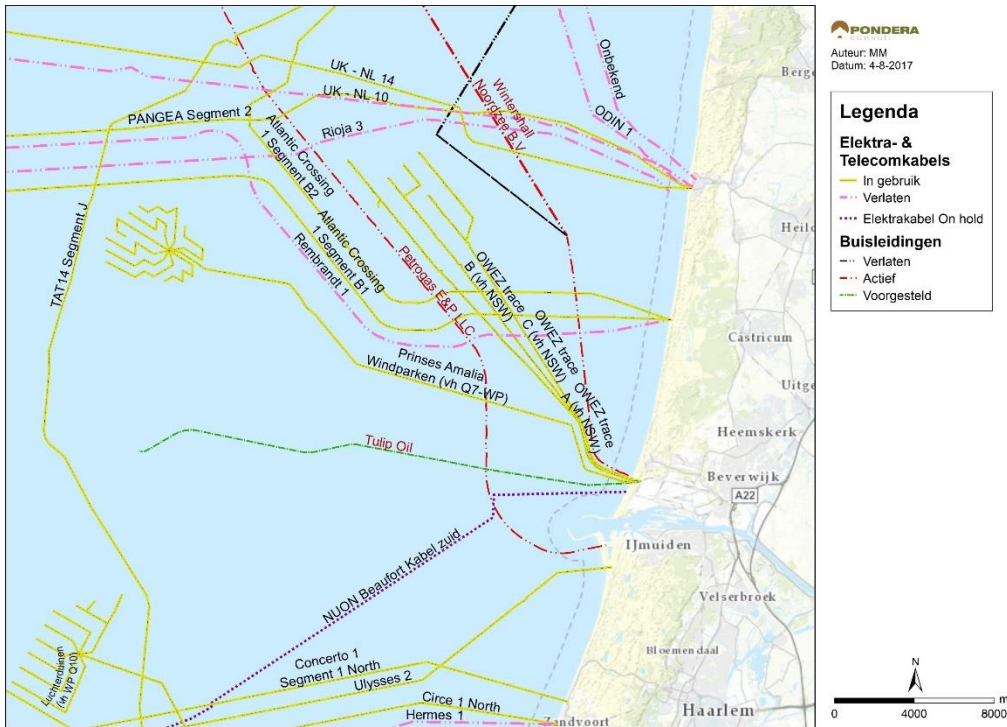 UK - NL 14
UK - NL 10
PANGEA Segment 2
Rioja 3
Wintershall
Noordzee B.V.
Onbekend
ODIN 1
Atlantic Crossing
1 Segment B2
Atlantic Crossing
1 Segment B1
Rembrandt 1
TAT14 Segment J
Petrogas E&P LLC.
OWEZ trace
B (vh NSW)
OWEZ trace
C (vh NSW)
OWEZ trace
A (vh NSW)
Prinses Amalia
Windparken (vh Q7-WP)
Tulip Oil
NUON Beaufort Kabel zuid
Luchterduinen
(vh WP Q10)
Concerto 1
Segment 1 North
Ulysses 2
Circe 1 North
Hermes 1
Berge
Heilo
Castricum
Uitge
Heemskerk
Beverwijk
A22
IJmuiden
Velserbroek
Bloemendaal
Haarlem
Zandvoort
PONDERA
consult
Auteur: MM
Datum: 4-8-2017
Legenda
Elektra- &
Telecomkabels
In gebruik
Verlaten
Elektrakabel On hold
Buisleidingen
Verlaten
Actief
Voorgesteld
N
0 4000 8000